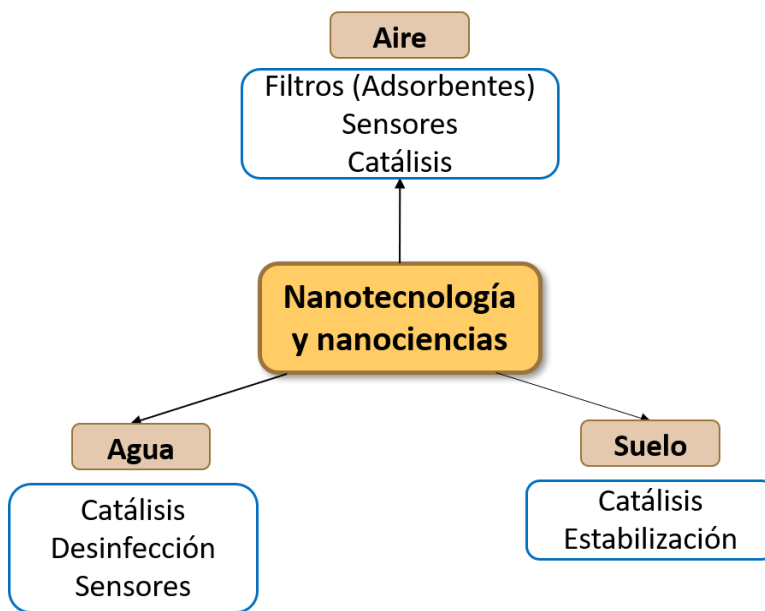 Aire
Filtros (Adsorbentes)
Sensores
Catálisis
Nanotecnología
y nanociencias
Agua
Catálisis
Desinfección
Sensores
Suelo
Catálisis
Estabilización